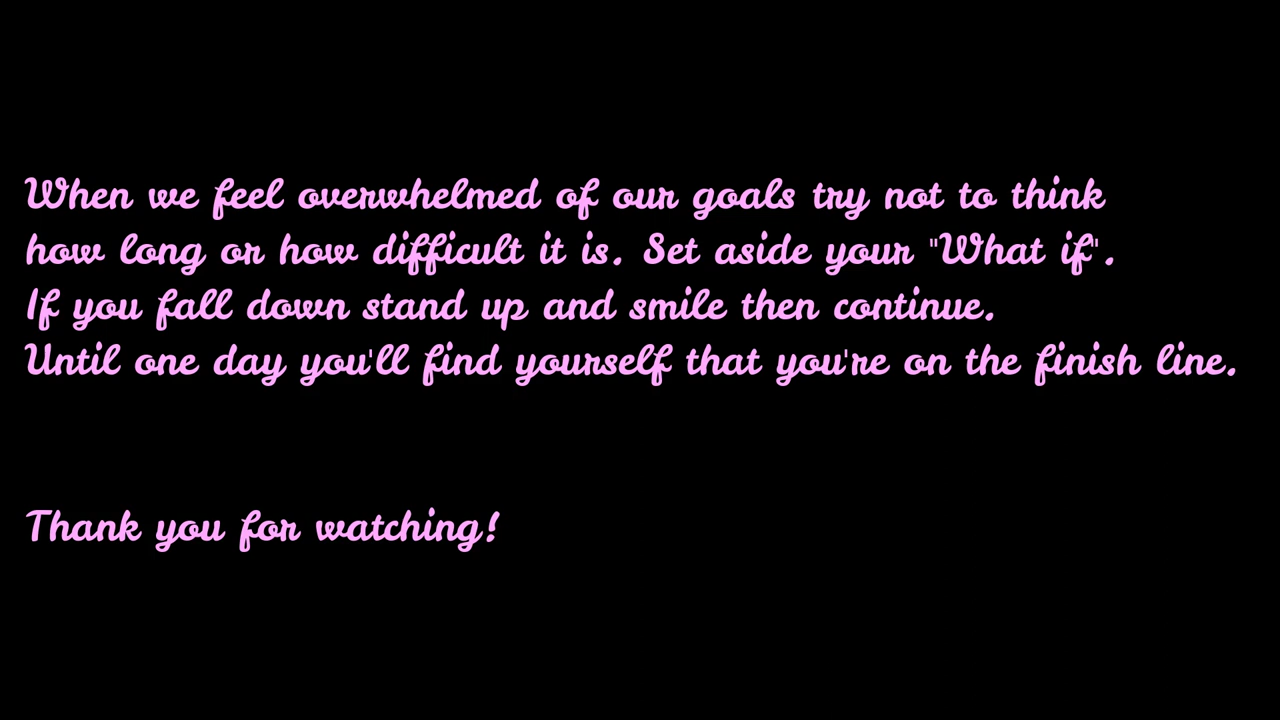 When we feel overwhelmed of our goals try not to think
how long or how difficult it is. Set aside your "What if".
If you fall down stand up and smile then continue.
Until one day you'll find yourself that you're on the finish line.
Thank you for watching!